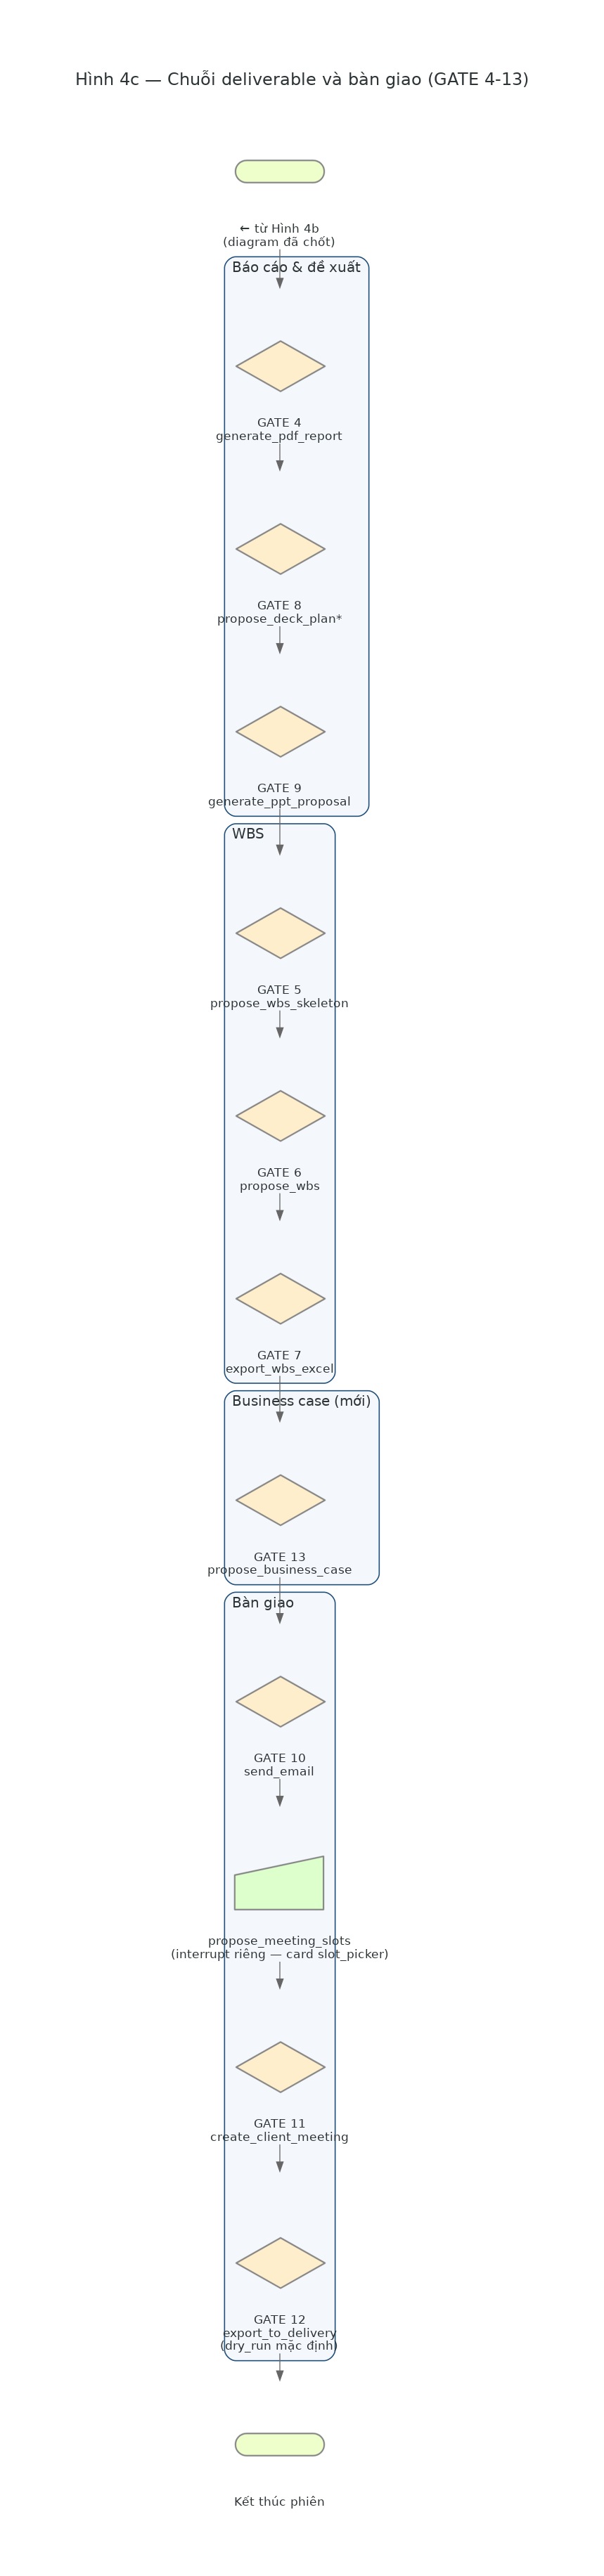 Hình 4c — Chuỗi deliverable và bàn giao (GATE 4-13)
← từ Hình 4b
(diagram đã chốt)
Báo cáo & đề xuất
GATE 4
generate_pdf_report
GATE 8
propose_deck_plan*
GATE 9
generate_ppt_proposal
WBS
GATE 5
propose_wbs_skeleton
GATE 6
propose_wbs
GATE 7
export_wbs_excel
Business case (mới)
GATE 13
propose_business_case
Bàn giao
GATE 10
send_email
propose_meeting_slots
(interrupt riêng — card slot_picker)
GATE 11
create_client_meeting
GATE 12
export_to_delivery
(dry_run mặc định)
Kết thúc phiên